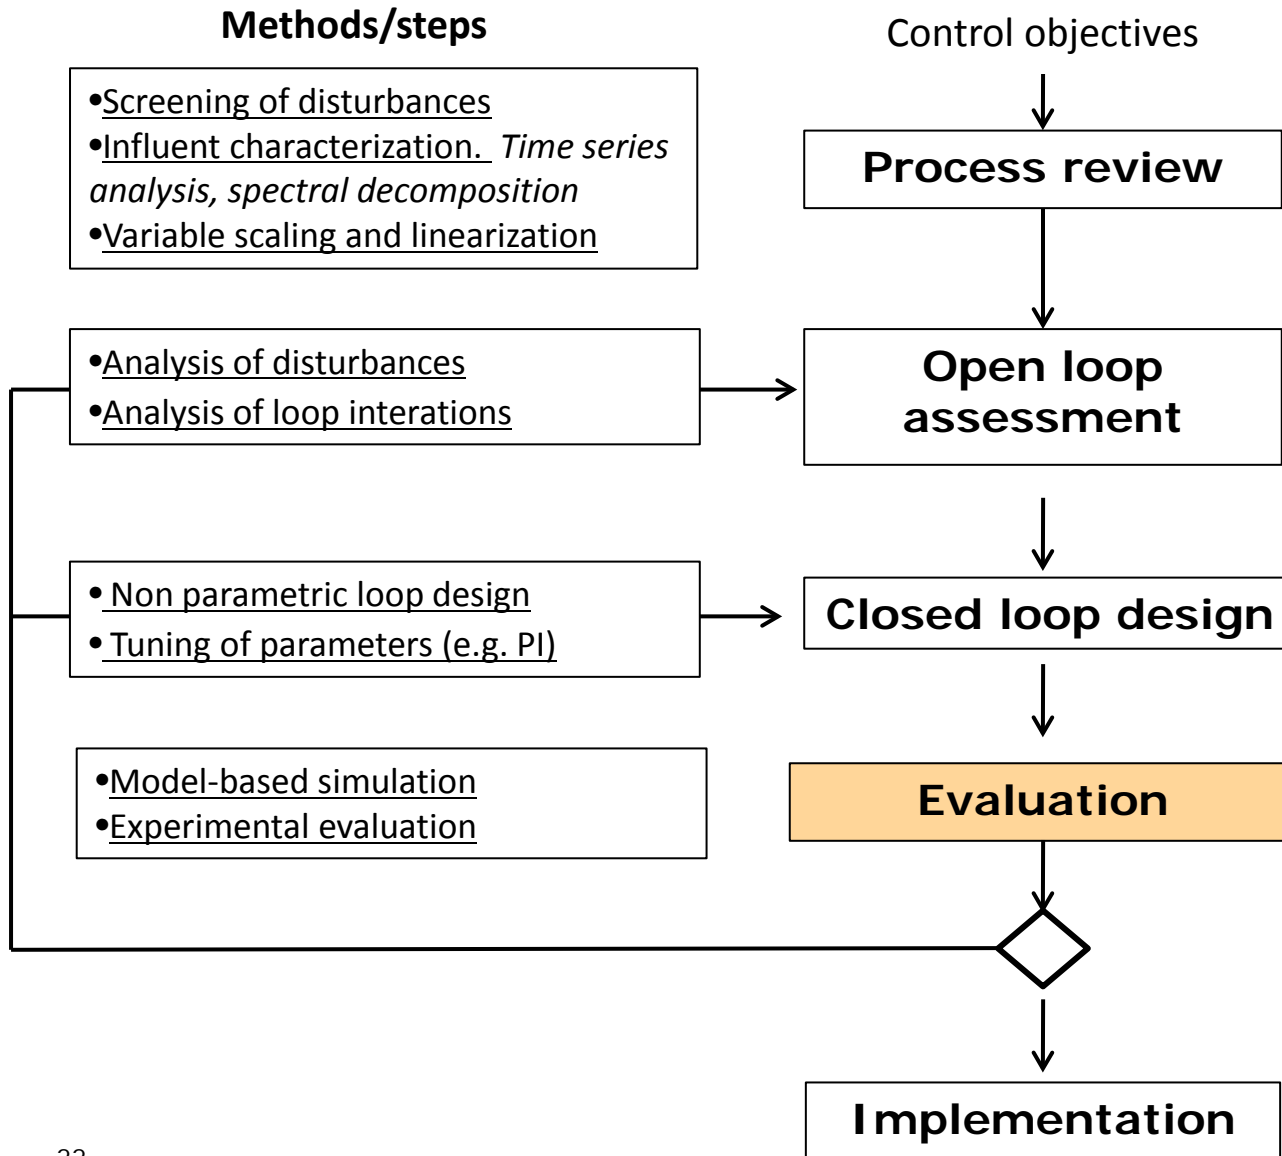 Methods/steps
Control objectives
•Screening of disturbances
•Influent characterization. Time series
analysis, spectral decomposition
•Variable scaling and linearization
Process review
•Analysis of disturbances
•Analysis of loop interations
Open loop
assessment
• Non parametric loop design
• Tuning of parameters (e.g. PI)
Closed loop design
•Model-based simulation
•Experimental evaluation
Evaluation
Implementation